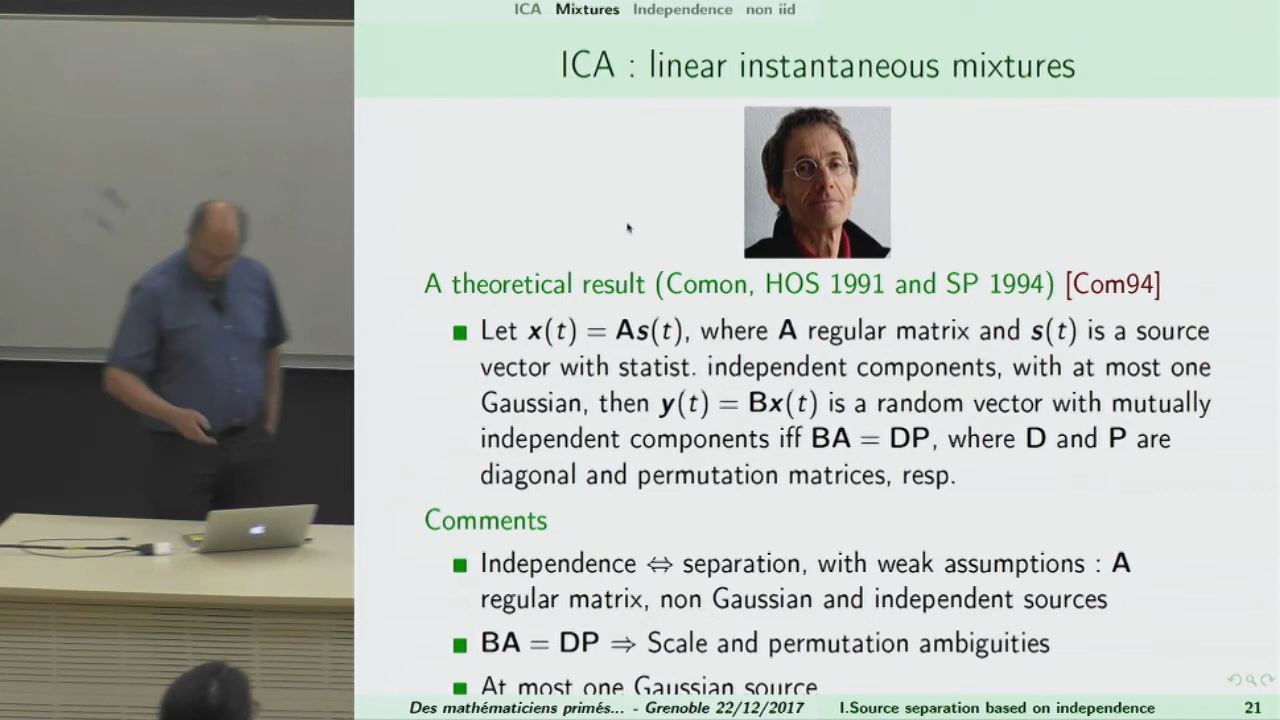 ICA Mixtures Independence non iid
ICA : linear instantaneous mixtures
A theoretical result (Comon, HOS 1991 and SP 1994) [Com94]
Let x(t) = As(t), where A regular matrix and s(t) is a source
vector with statist. independent components, with at most one
Gaussian, then y(t) = Bx(t) is a random vector with mutually
independent components iff BA = DP, where D and P are
diagonal and permutation matrices, resp.
Comments
Independence ⇔ separation, with weak assumptions : A
regular matrix, non Gaussian and independent sources
BA = DP ⇒ Scale and permutation ambiguities
At most one Gaussian source
Des mathématiciens primés... - Grenoble 22/12/2017 I.Source separation based on independence 21